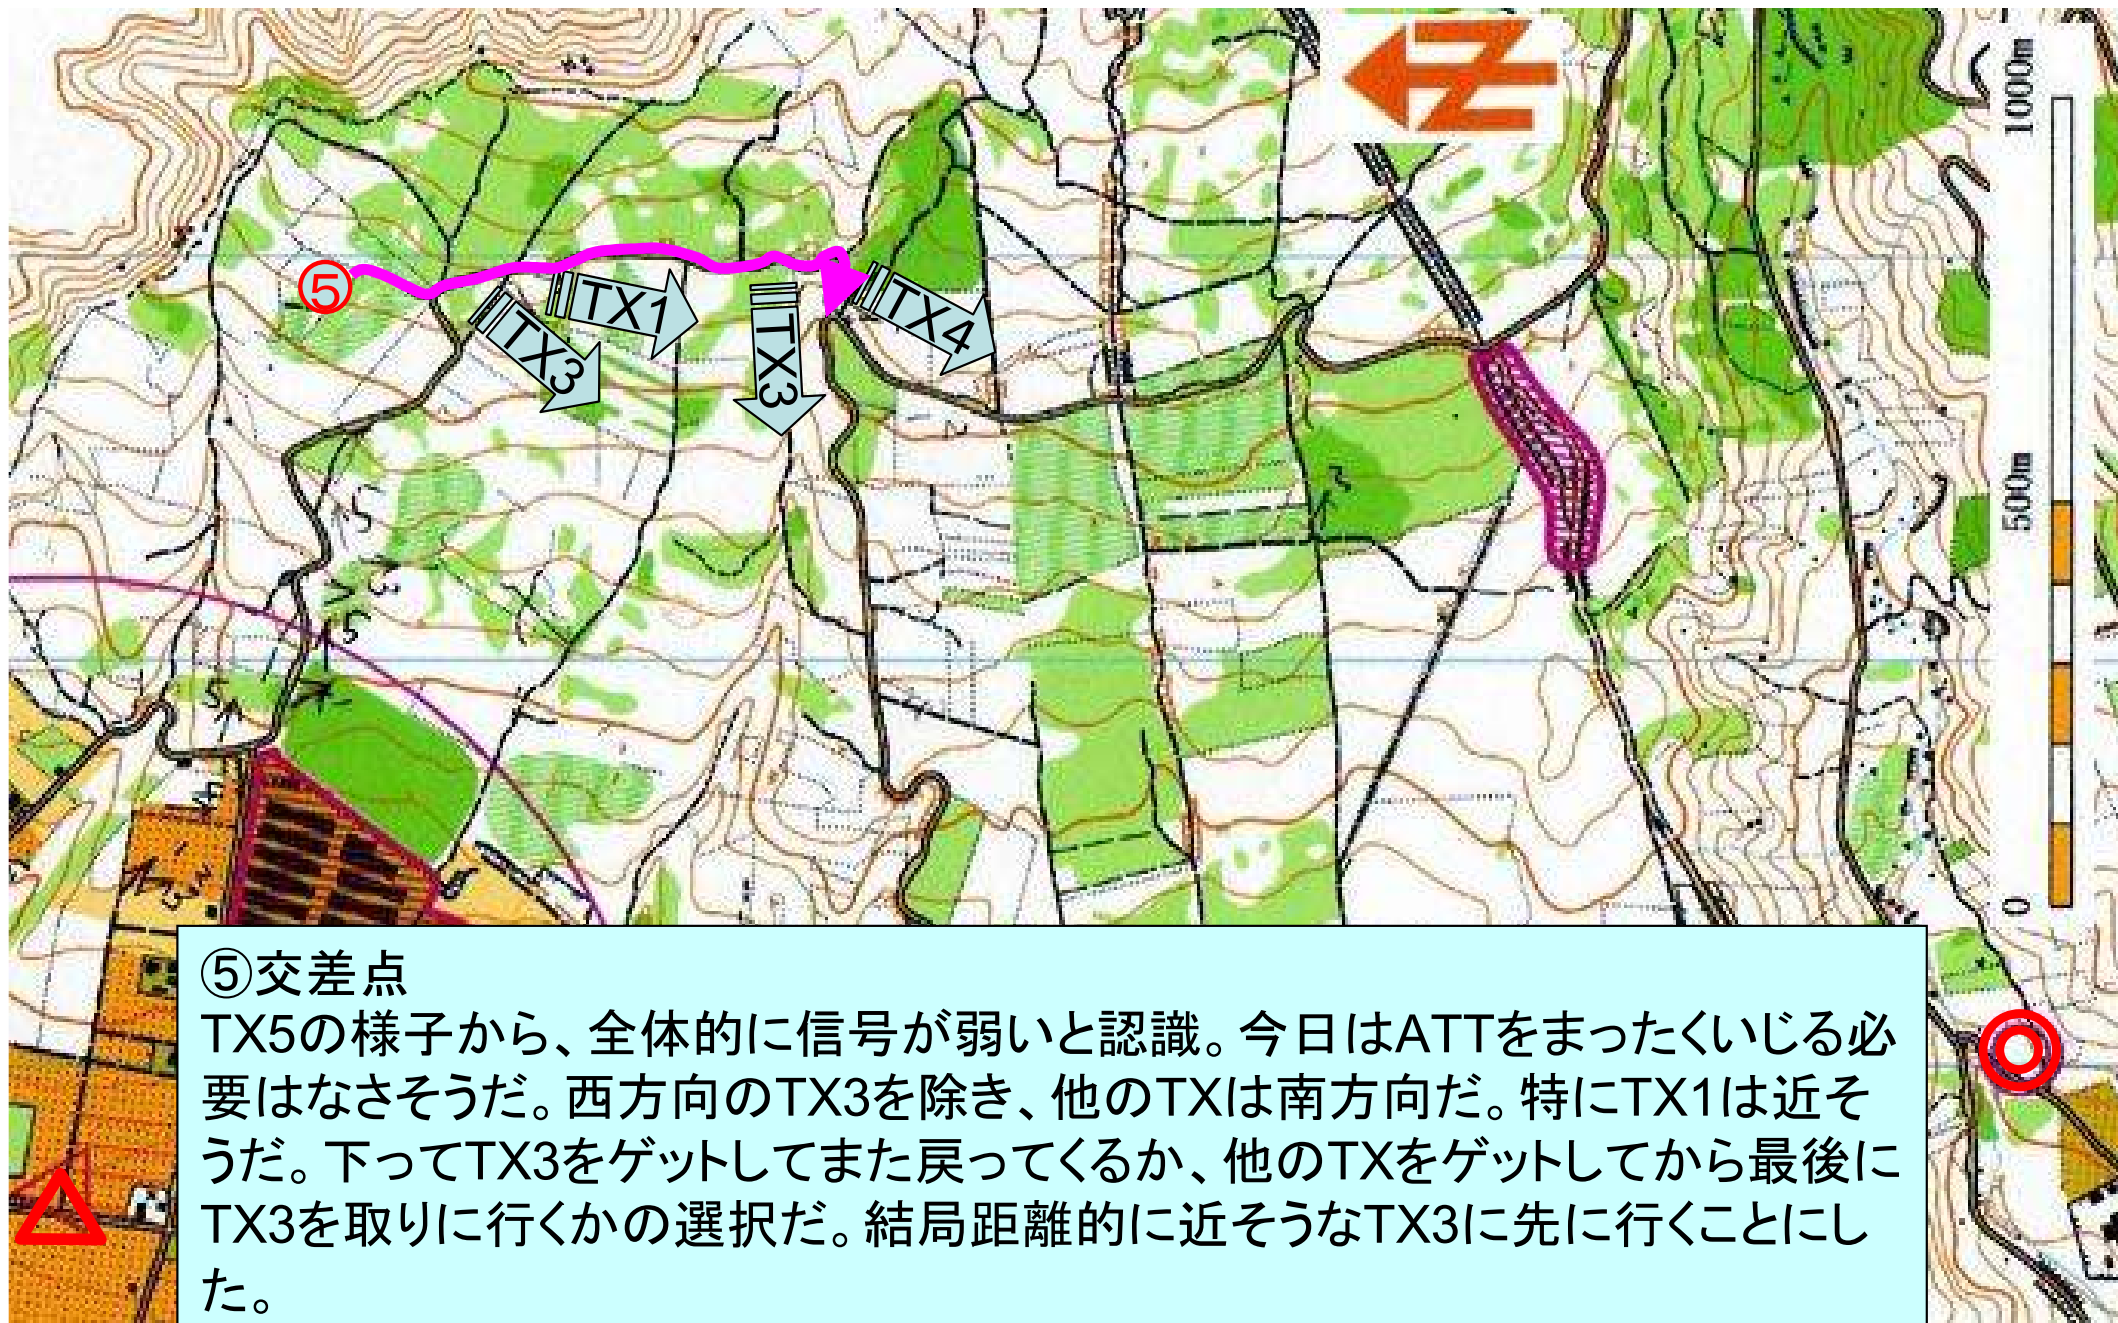 N
1000m
500m
0
⑤
TX3
TX1
TX3
TX4
⑤交差点
TX5の様子から、全体的に信号が弱いと認識。今日はATTをまったくいじる必
要はなさそうだ。西方向のTX3を除き、他のTXは南方向だ。特にTX1は近そ
うだ。下ってTX3をゲットしてまた戻ってくるか、他のTXをゲットしてから最後に
TX3を取りに行くかの選択だ。結局距離的に近そうなTX3に先に行くことにし
た。